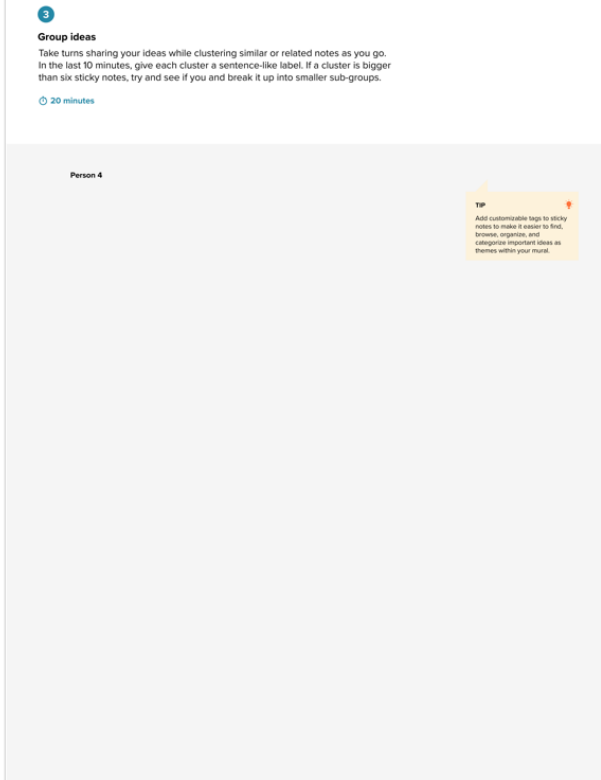 3
Group ideas
Take turns sharing your ideas while clustering similar or related notes as you go.
In the last 10 minutes, give each cluster a sentence-like label. If a cluster is bigger
than six sticky notes, try and see if you and break it up into smaller sub-groups.
20 minutes
Person 4
TIP
Add customizable tags to sticky
notes to make it easier to find,
browse, organize, and
categorize important ideas as
themes within your mural.